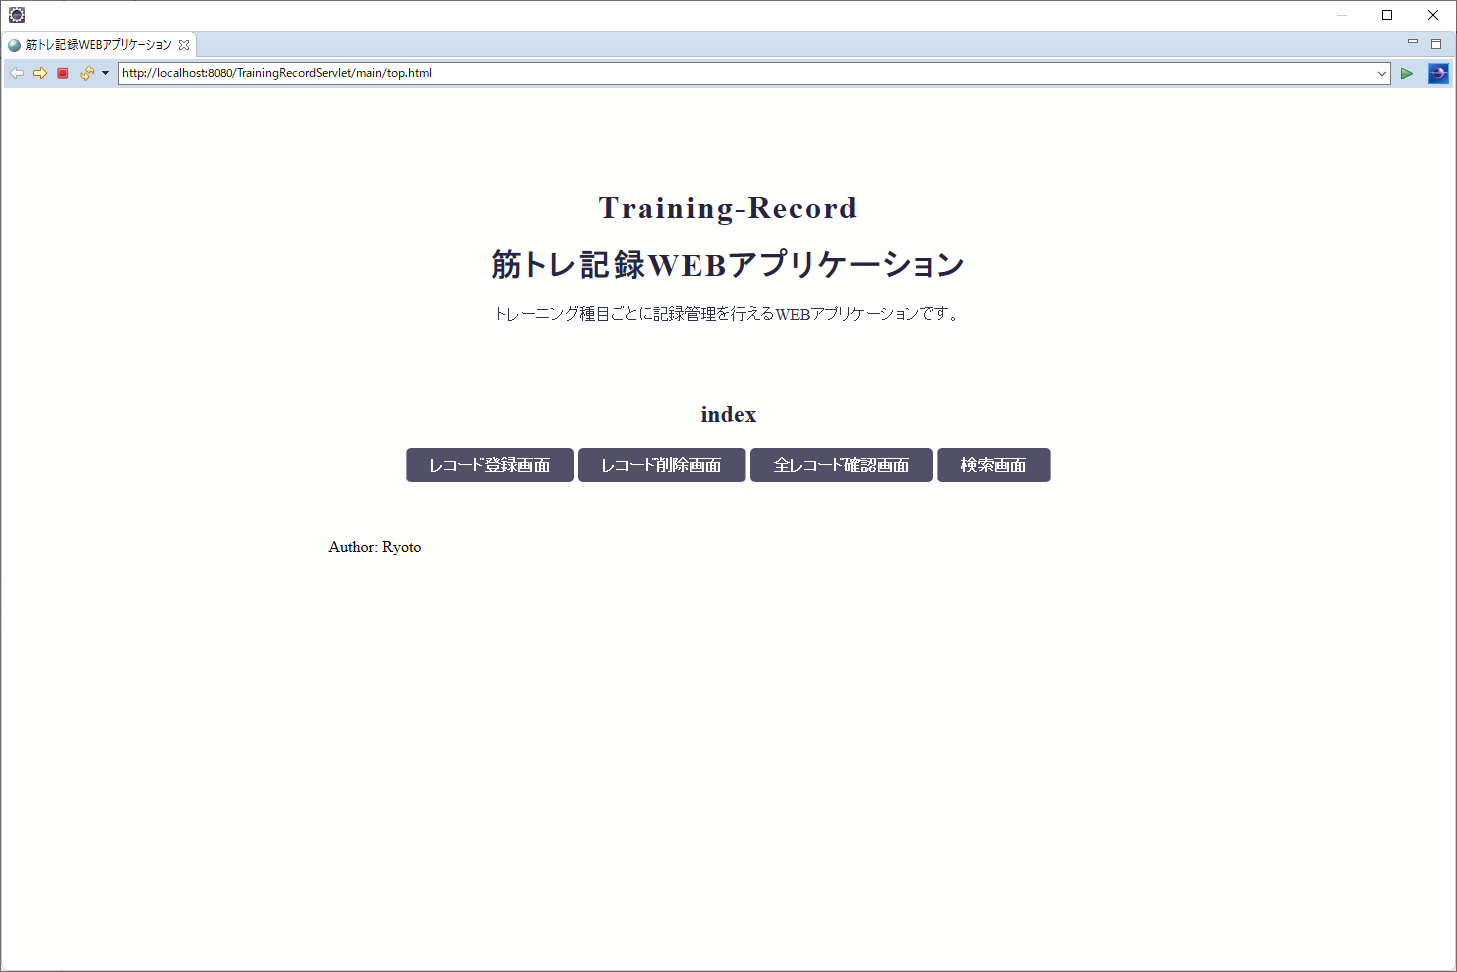 筋トレ記録WEBアプリケーション
http://localhost:8080/TrainingRecordServlet/main/top.html
Training-Record
筋トレ記録WEBアプリケーション
トレーニング種目ごとに記録管理を行えるWEBアプリケーションです。
index
レコード登録画面 レコード削除画面 全レコード確認画面 検索画面
Author: Ryoto